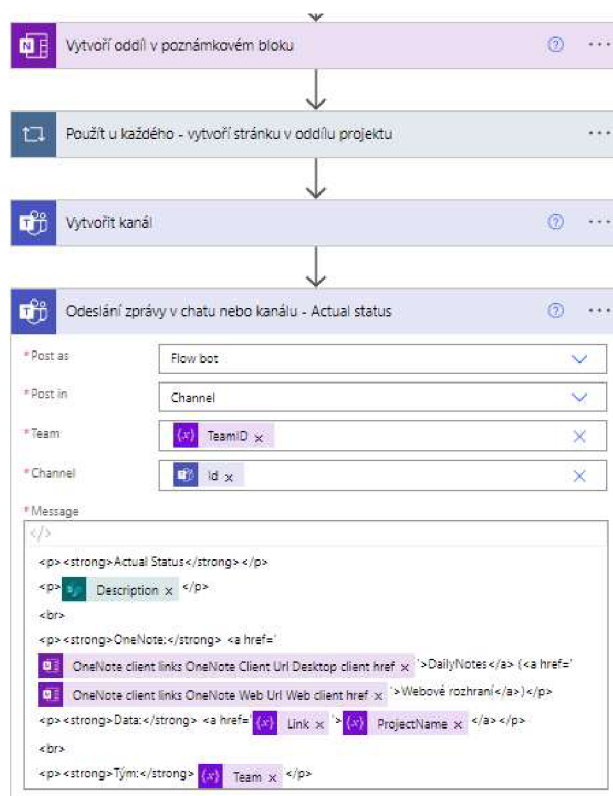 Vytvoří oddíl v poznámkovém bloku
Použít u každého - vytvoří stránku v oddílu projektu
Vytvořit kanál
Odeslání zprávy v chatu nebo kanálu - Actual status
*Post as Flow bot
*Post in Channel
*Team {x} TeamID x
*Channel Id x
*Message
</>
<p><strong>Actual Status</strong></p>
<p> Description x </p>
<br>
<p><strong>OneNote:</strong> <a href='
OneNote client links OneNote Client Url Desktop client href x '>DailyNotes</a> (<a href='
OneNote client links OneNote Web Url Web client href x '>Webové rozhraní</a>)</p>
<p><strong>Data:</strong> <a href=' {x} Link x '> {x} ProjectName x </a></p>
<br>
<p><strong>Tým:</strong> {x} Team x </p>